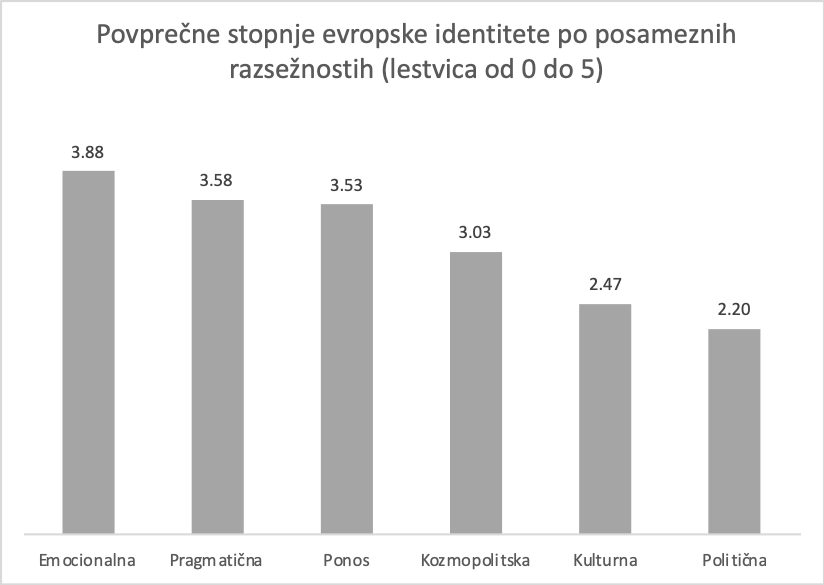 Povprečne stopnje evropske identitete po posameznih
razsežnostih (lestvica od 0 do 5)
3.88
3.58
3.53
3.03
2.47
2.20
Emocionalna
Pragmatična
Ponos
Kozmopolitska
Kulturna
Politična